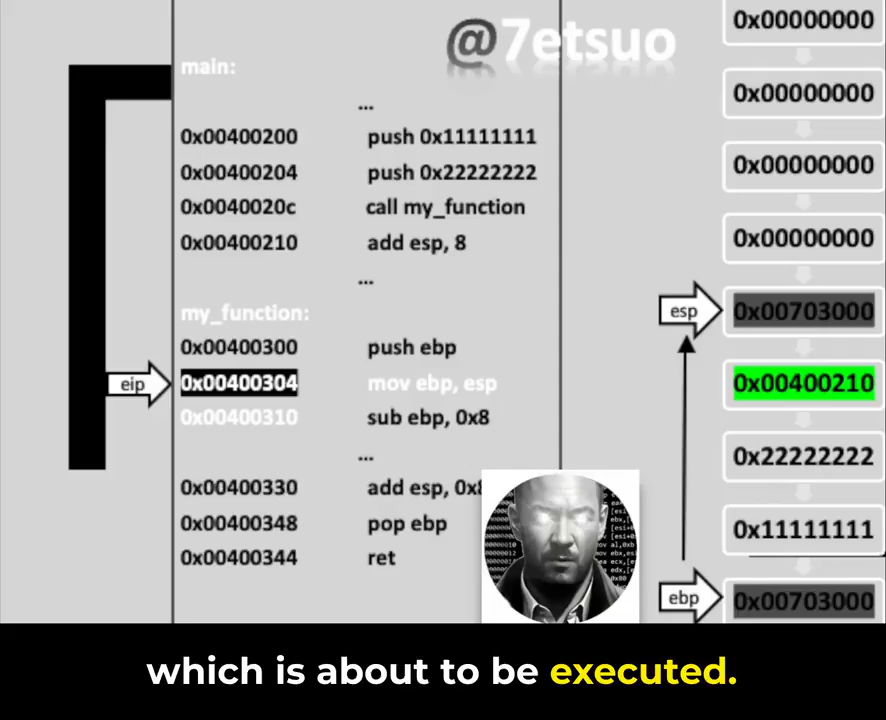 @7etsuo
main:
...
0x00400200 push 0x11111111
0x00400204 push 0x22222222
0x0040020c call my_function
0x00400210 add esp, 8
...
my_function:
0x00400300 push ebp
eip 0x00400304 mov ebp, esp
0x00400310 sub ebp, 0x8
...
0x00400330 add esp, 0x8
0x00400348 pop ebp
0x00400344 ret
0x00000000
0x00000000
0x00000000
0x00000000
esp 0x00703000
0x00400210
0x22222222
0x11111111
ebp 0x00703000
which is about to be executed.